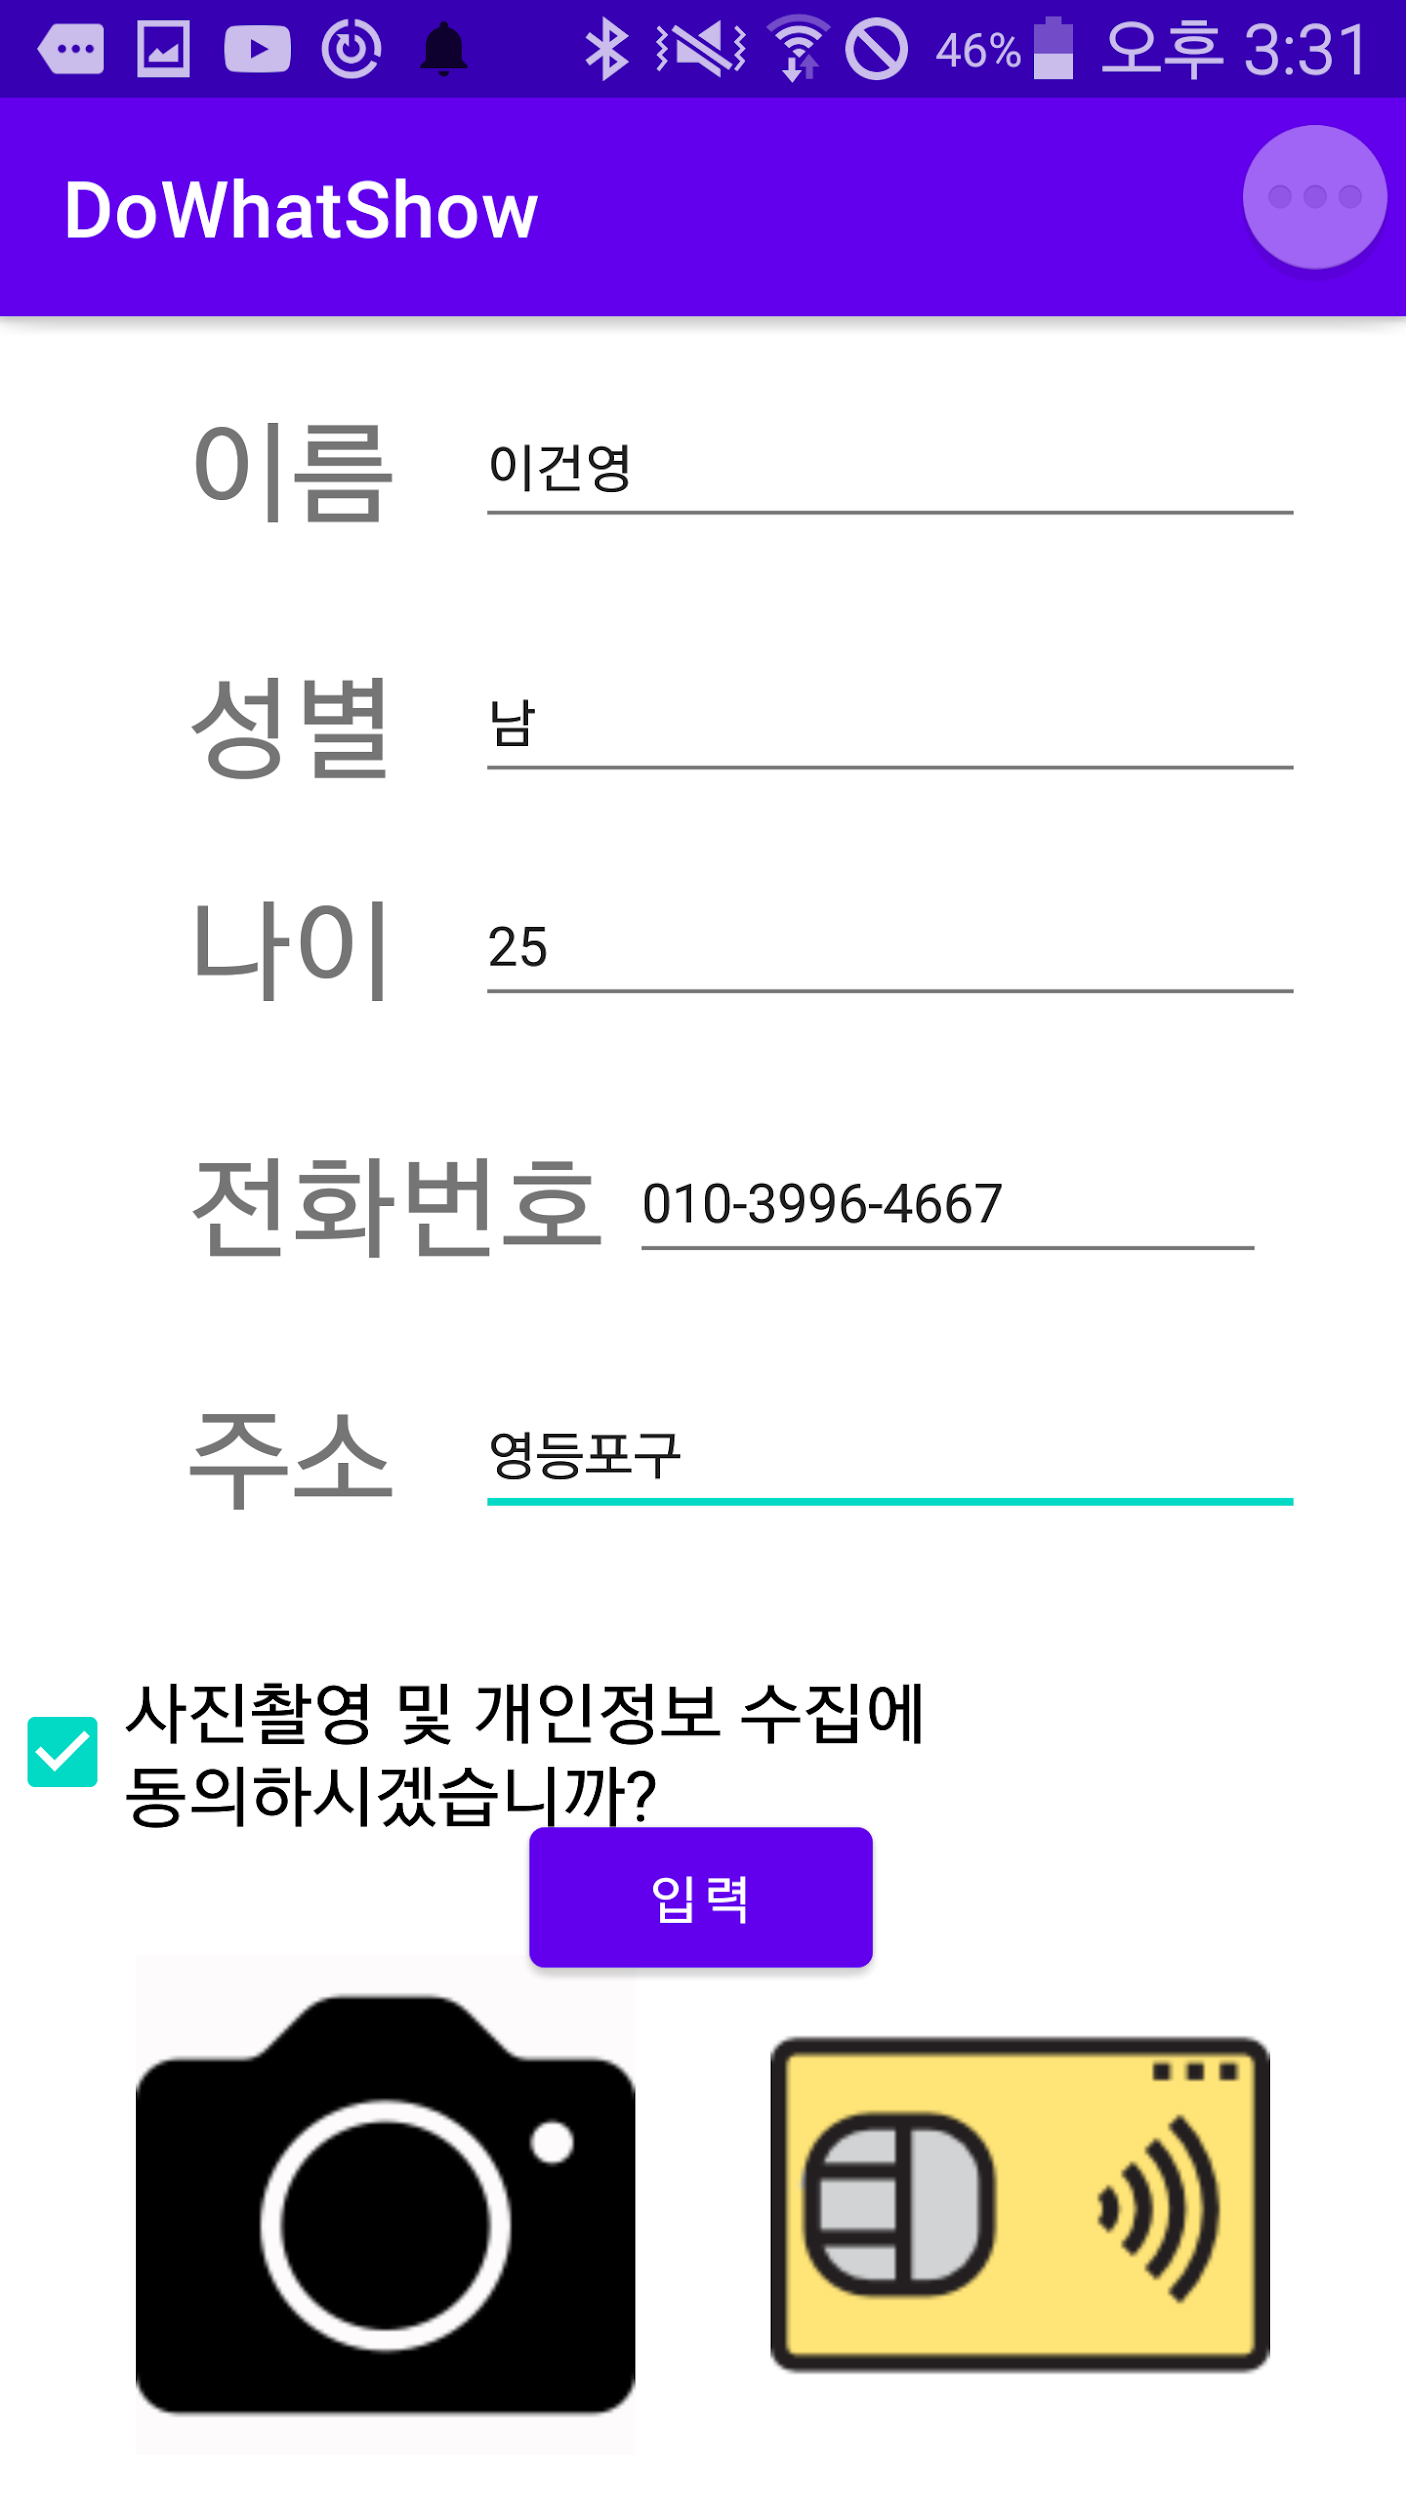 46% 오후 3:31
DoWhatShow
이름 이건영
성별 남
나이 25
전화번호 010-3996-4667
주소 영등포구
사진촬영 및 개인정보 수집에
동의하시겠습니까?
입력